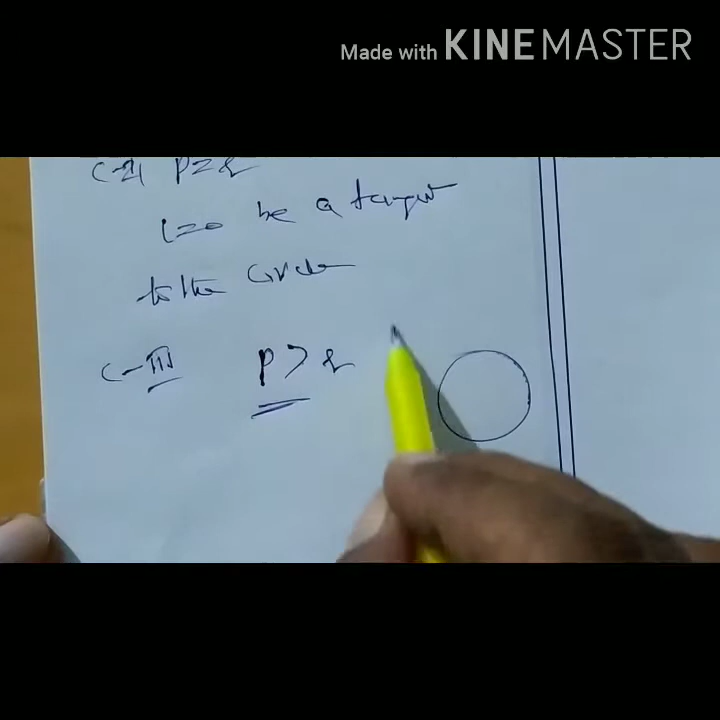 Made with KINEMASTER
C-II P=r
L=0 be a tangent
to the circle
C-III P>r